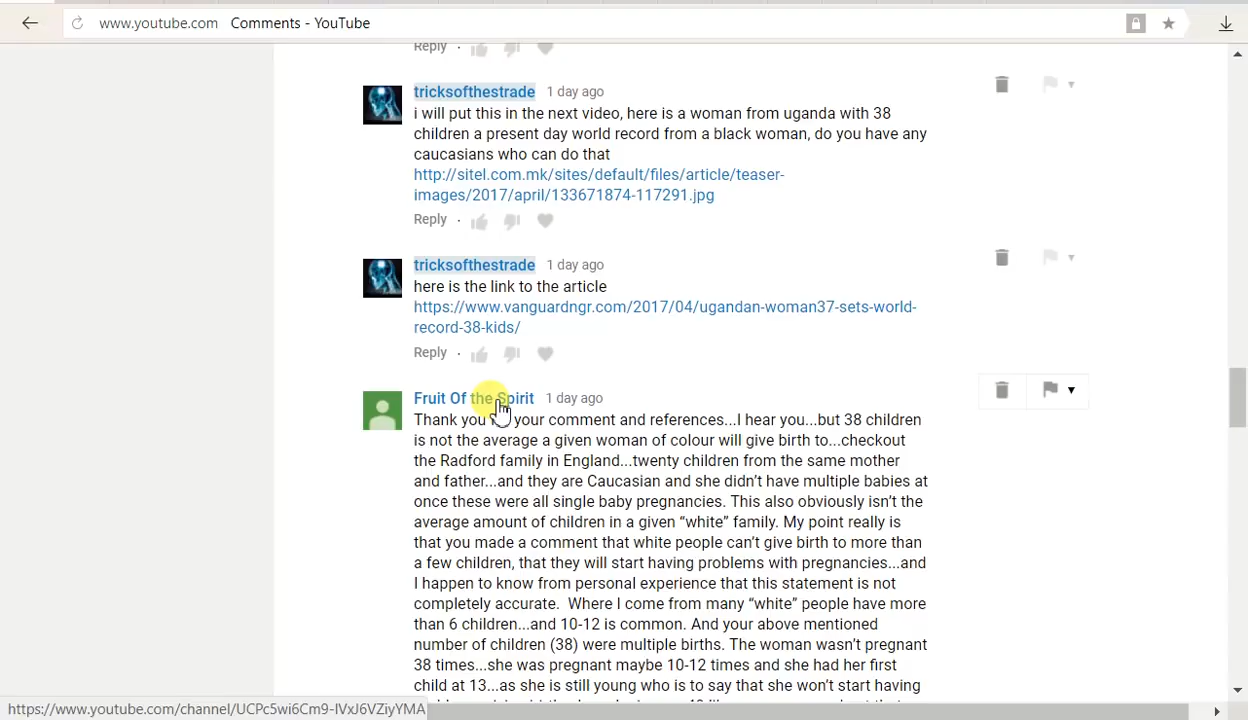 www.youtube.com Comments - YouTube
Reply ·
tricksofthestrade 1 day ago
i will put this in the next video, here is a woman from uganda with 38
children a present day world record from a black woman, do you have any
caucasians who can do that
http://sitel.com.mk/sites/default/files/article/teaser-
images/2017/april/133671874-117291.jpg
Reply ·
tricksofthestrade 1 day ago
here is the link to the article
https://www.vanguardngr.com/2017/04/ugandan-woman37-sets-world-
record-38-kids/
Reply ·
Fruit Of the Spirit 1 day ago
Thank you your comment and references...I hear you...but 38 children
is not the average a given woman of colour will give birth to...checkout
the Radford family in England...twenty children from the same mother
and father...and they are Caucasian and she didn't have multiple babies at
once these were all single baby pregnancies. This also obviously isn't the
average amount of children in a given “white” family. My point really is
that you made a comment that white people can't give birth to more than
a few children, that they will start having problems with pregnancies...and
I happen to know from personal experience that this statement is not
completely accurate. Where I come from many “white” people have more
than 6 children...and 10-12 is common. And your above mentioned
number of children (38) were multiple births. The woman wasn't pregnant
38 times...she was pregnant maybe 10-12 times and she had her first
child at 13...as she is still young who is to say that she won't start having
https://www.youtube.com/channel/UCPc5wi6Cm9-IVxJ6VZiyYMA